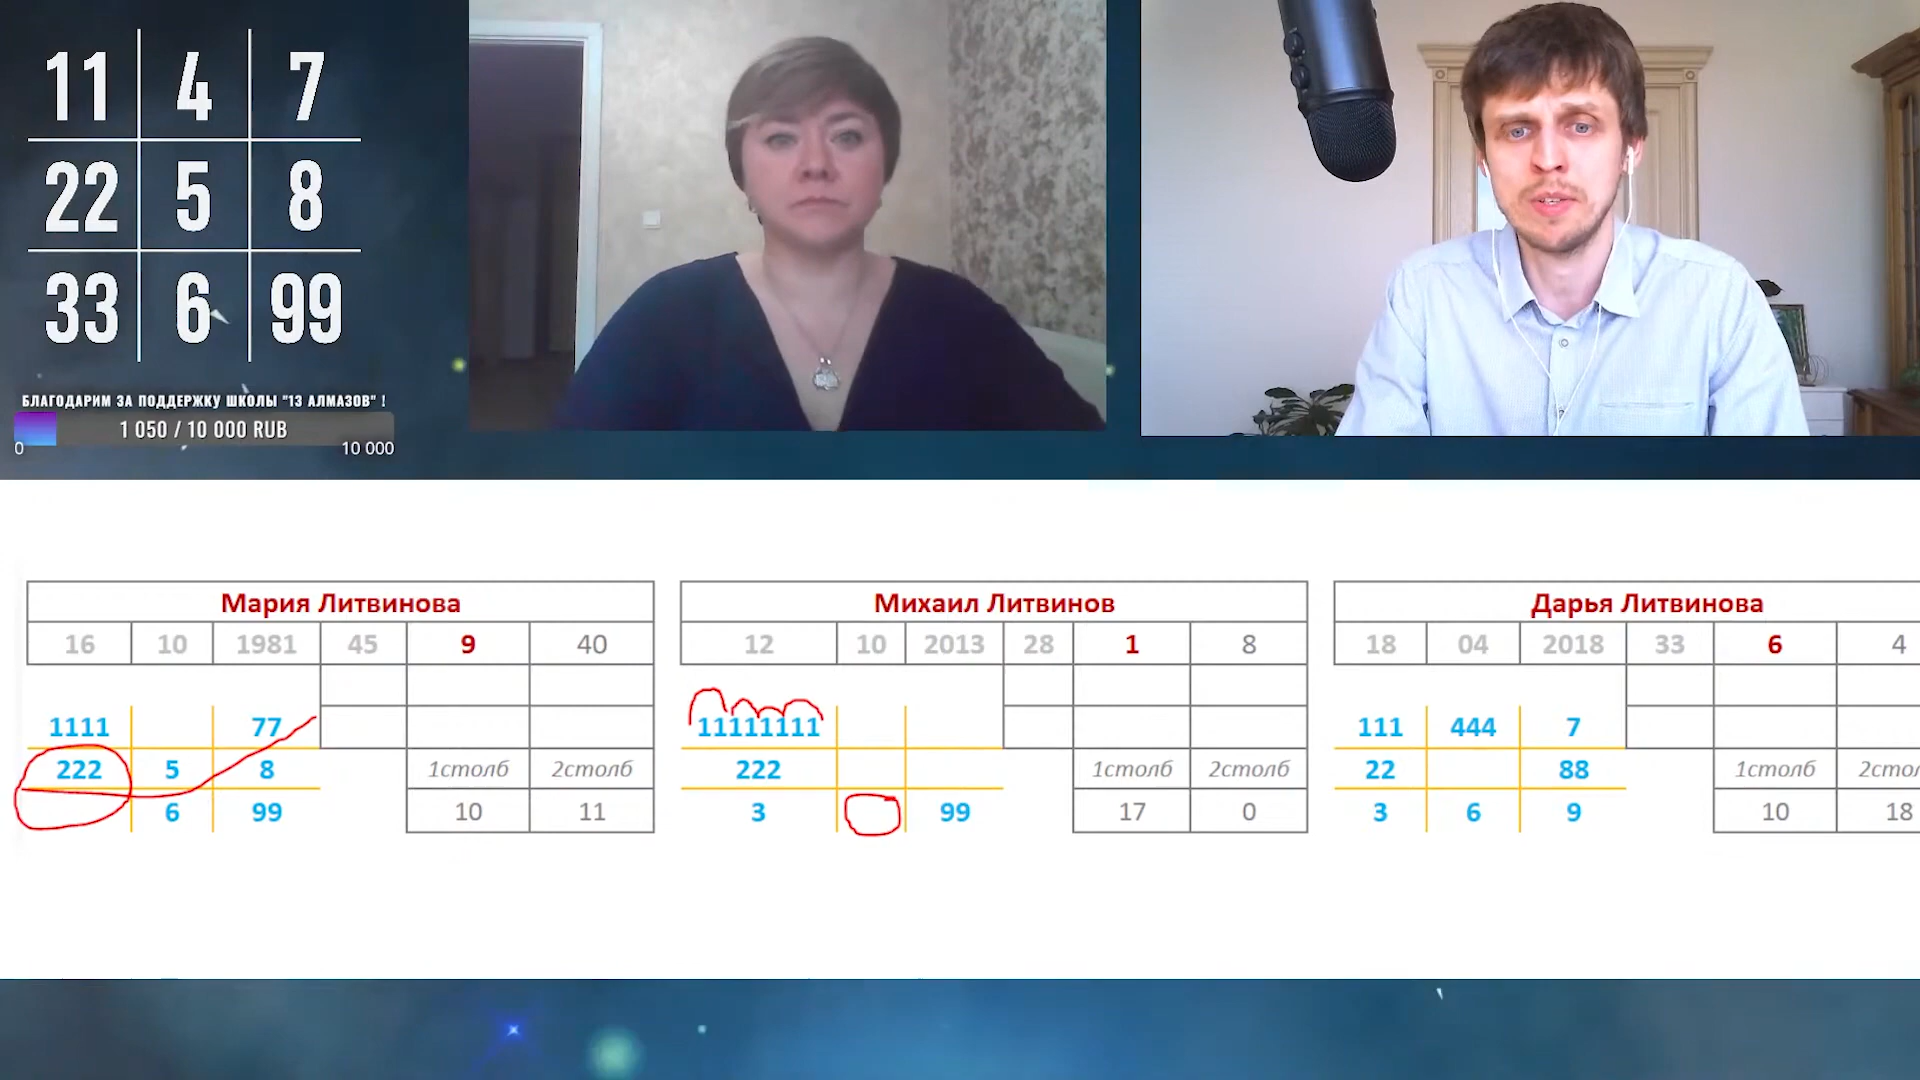 11 4 7
22 5 8
33 6 99
БЛАГОДАРИМ ЗА ПОДДЕРЖКУ ШКОЛЫ "13 АЛМАЗОВ" !
1 050 / 10 000 RUB
0 10 000
Мария Литвинова
16 10 1981 45 9 40
1111 77
222 5 8 1столб 2столб
6 99 10 11
Михаил Литвинов
12 10 2013 28 1 8
11111111
222 1столб 2столб
3 99 17 0
Дарья Литвинова
18 04 2018 33 6 4
111 444 7
22 88 1столб 2стол
3 6 9 10 18